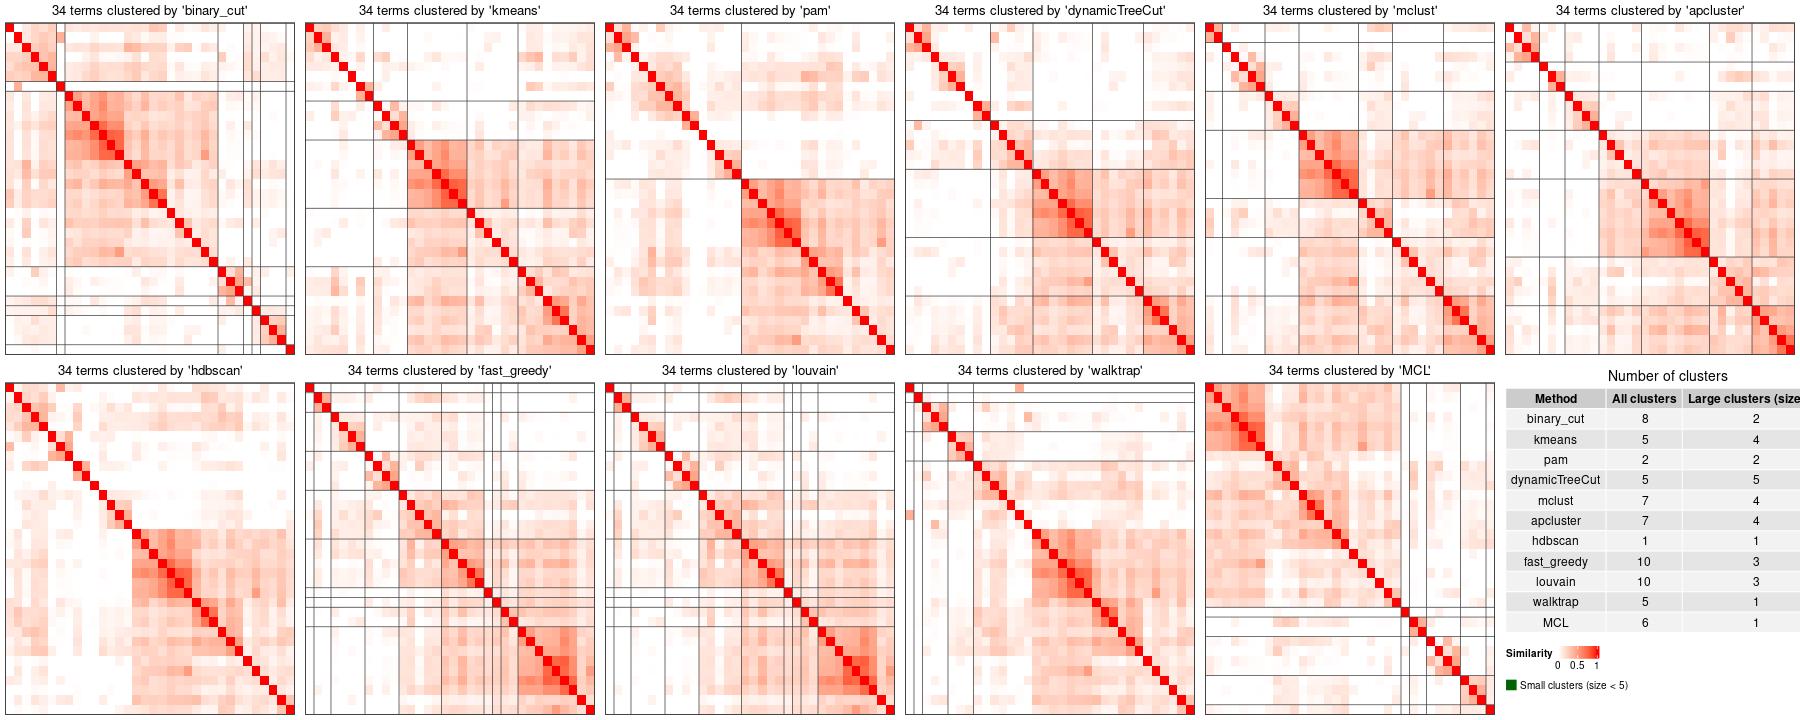 34 terms clustered by 'binary_cut'
34 terms clustered by 'kmeans'
34 terms clustered by 'pam'
34 terms clustered by 'dynamicTreeCut'
34 terms clustered by 'mclust'
34 terms clustered by 'apcluster'
34 terms clustered by 'hdbscan'
34 terms clustered by 'fast_greedy'
34 terms clustered by 'louvain'
34 terms clustered by 'walktrap'
34 terms clustered by 'MCL'
Number of clusters
Method All clusters Large clusters (size
binary_cut 8 2
kmeans 5 4
pam 2 2
dynamicTreeCut 5 5
mclust 7 4
apcluster 7 4
hdbscan 1 1
fast_greedy 10 3
louvain 10 3
walktrap 5 1
MCL 6 1
Similarity
0 0.5 1
Small clusters (size < 5)